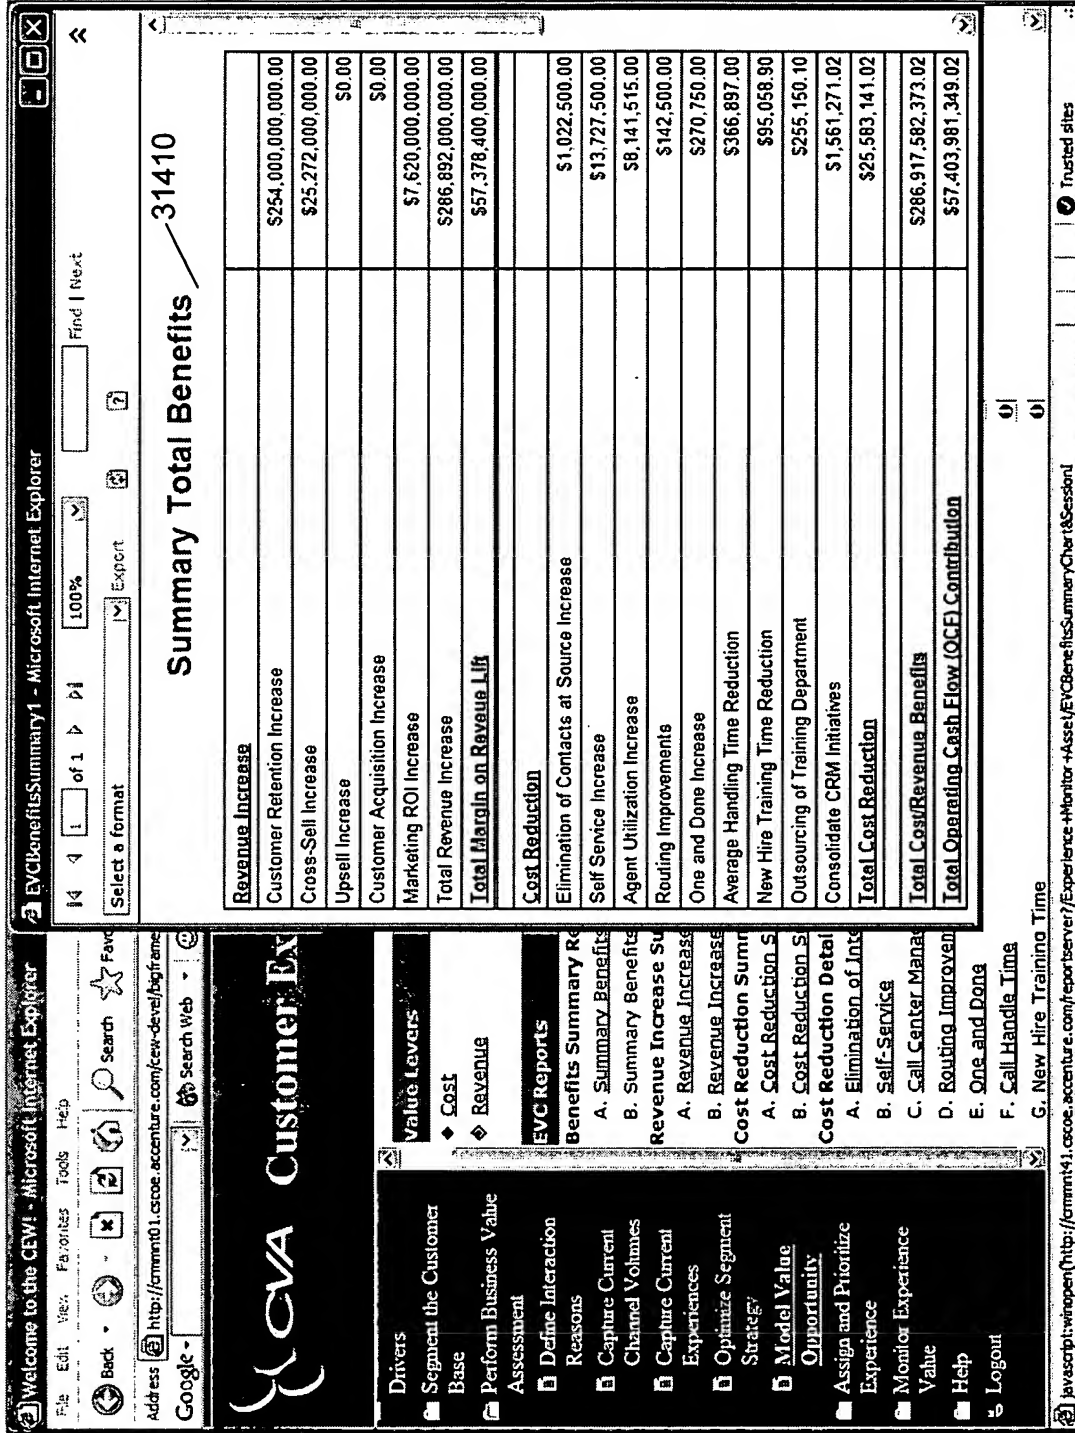 Welcome to the CEW! - Microsoft Internet Explorer
File Edit View Favorites Tools Help
Back Search Favo
Address http://crmnt01.cscoe.accenture.com/cew-devel/bigframe
Google Search Web
CVA Customer Ex
Drivers
Segment the Customer
Base
Perform Business Value
Assessment
Define Interaction
Reasons
Capture Current
Channel Volumes
Capture Current
Experiences
Optimize Segment
Strategy
Model Value
Opportunity
Assign and Prioritize
Experience
Monitor Experience
Value
Help
Logout
Value Levers
Cost
Revenue
EVC Reports
Benefits Summary Re
A. Summary Benefits
B. Summary Benefits
Revenue Increase Su
A. Revenue Increase
B. Revenue Increase
Cost Reduction Summ
A. Cost Reduction S
B. Cost Reduction S
Cost Reduction Detail
A. Elimination of Inte
B. Self-Service
C. Call Center Manag
D. Routing Improvem
E. One and Done
F. Call Handle Time
G. New Hire Training Time
EVCBenefitsSummary1 - Microsoft Internet Explorer
1 of 1 100% Find | Next
Select a format Export
Summary Total Benefits 31410
Revenue Increase
Customer Retention Increase $254,000,000,000.00
Cross-Sell Increase $25,272,000,000.00
Upsell Increase $0.00
Customer Acquisition Increase $0.00
Marketing ROI Increase $7,620,000,000.00
Total Revenue Increase $286,892,000,000.00
Total Margin on Reveue Lift $57,378,400,000.00
Cost Reduction
Elimination of Contacts at Source Increase $1,022,500.00
Self Service Increase $13,727,500.00
Agent Utilization Increase $8,141,515.00
Routing Improvements $142,500.00
One and Done Increase $270,750.00
Average Handling Time Reduction $366,897.00
New Hire Training Time Reduction $95,058.90
Outsourcing of Training Department $255,150.10
Consolidate CRM Initiatives $1,561,271.02
Total Cost Reduction $25,583,141.02
Total Cost/Revenue Benefits $286,917,582,373.02
Total Operating Cash Flow (OCF) Contribution $57,403,981,349.02
javascript:winopen('http://crmnt41.cscoe.accenture.com/reportserver?/Experience+Monitor+Asset/EVCBenefitsSummaryChart&SessionI
Trusted sites